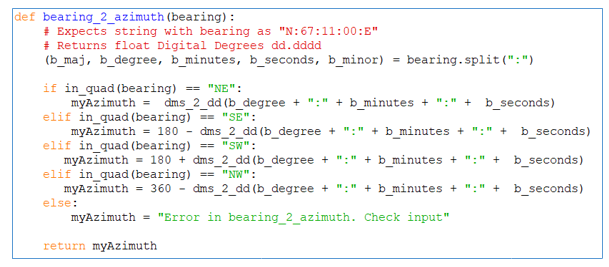 def bearing_2_azimuth(bearing):
    # Expects string with bearing as "N:67:11:00:E"
    # Returns float Digital Degrees dd.dddd
    (b_maj, b_degree, b_minutes, b_seconds, b_minor) = bearing.split(":")

    if in_quad(bearing) == "NE":
        myAzimuth =  dms_2_dd(b_degree + ":" + b_minutes + ":" +  b_seconds)
    elif in_quad(bearing) == "SE":
        myAzimuth = 180 - dms_2_dd(b_degree + ":" + b_minutes + ":" +  b_seconds)
    elif in_quad(bearing) == "SW":
       myAzimuth = 180 + dms_2_dd(b_degree + ":" + b_minutes + ":" +  b_seconds)
    elif in_quad(bearing) == "NW":
       myAzimuth = 360 - dms_2_dd(b_degree + ":" + b_minutes + ":" +  b_seconds)
    else:
        myAzimuth = "Error in bearing_2_azimuth. Check input"

    return myAzimuth